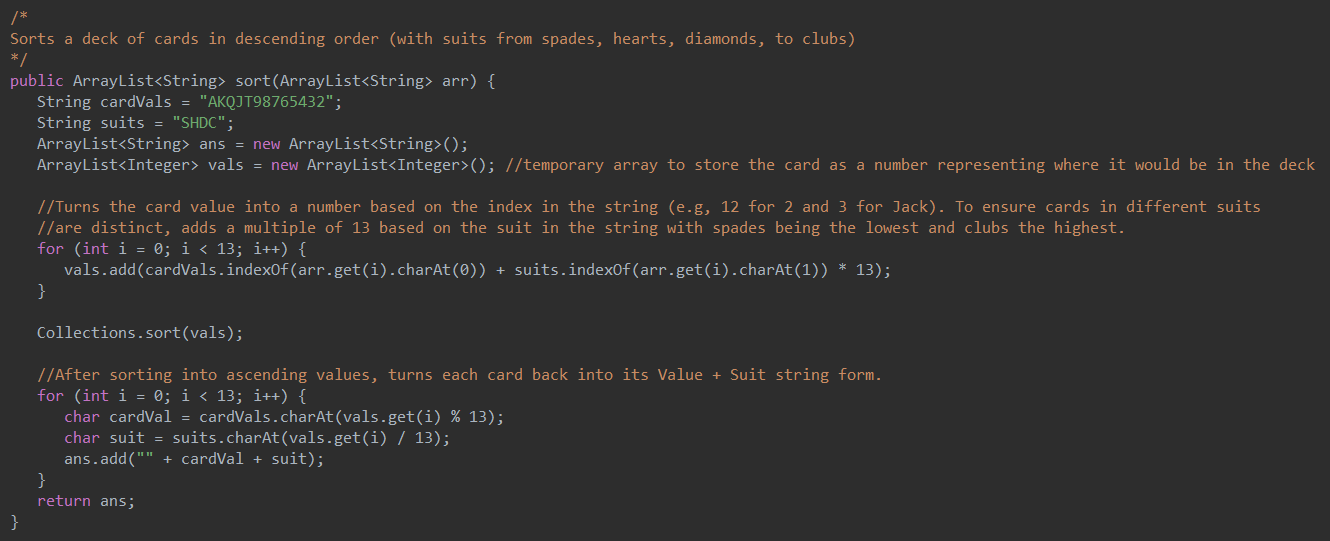 /*
Sorts a deck of cards in descending order (with suits from spades, hearts, diamonds, to clubs)
*/
public ArrayList<String> sort(ArrayList<String> arr) {
   String cardVals = "AKQJT98765432";
   String suits = "SHDC";
   ArrayList<String> ans = new ArrayList<String>();
   ArrayList<Integer> vals = new ArrayList<Integer>(); //temporary array to store the card as a number representing where it would be in the deck

   //Turns the card value into a number based on the index in the string (e.g, 12 for 2 and 3 for Jack). To ensure cards in different suits
   //are distinct, adds a multiple of 13 based on the suit in the string with spades being the lowest and clubs the highest.
   for (int i = 0; i < 13; i++) {
      vals.add(cardVals.indexOf(arr.get(i).charAt(0)) + suits.indexOf(arr.get(i).charAt(1)) * 13);
   }

   Collections.sort(vals);

   //After sorting into ascending values, turns each card back into its Value + Suit string form.
   for (int i = 0; i < 13; i++) {
      char cardVal = cardVals.charAt(vals.get(i) % 13);
      char suit = suits.charAt(vals.get(i) / 13);
      ans.add("" + cardVal + suit);
   }
   return ans;
}